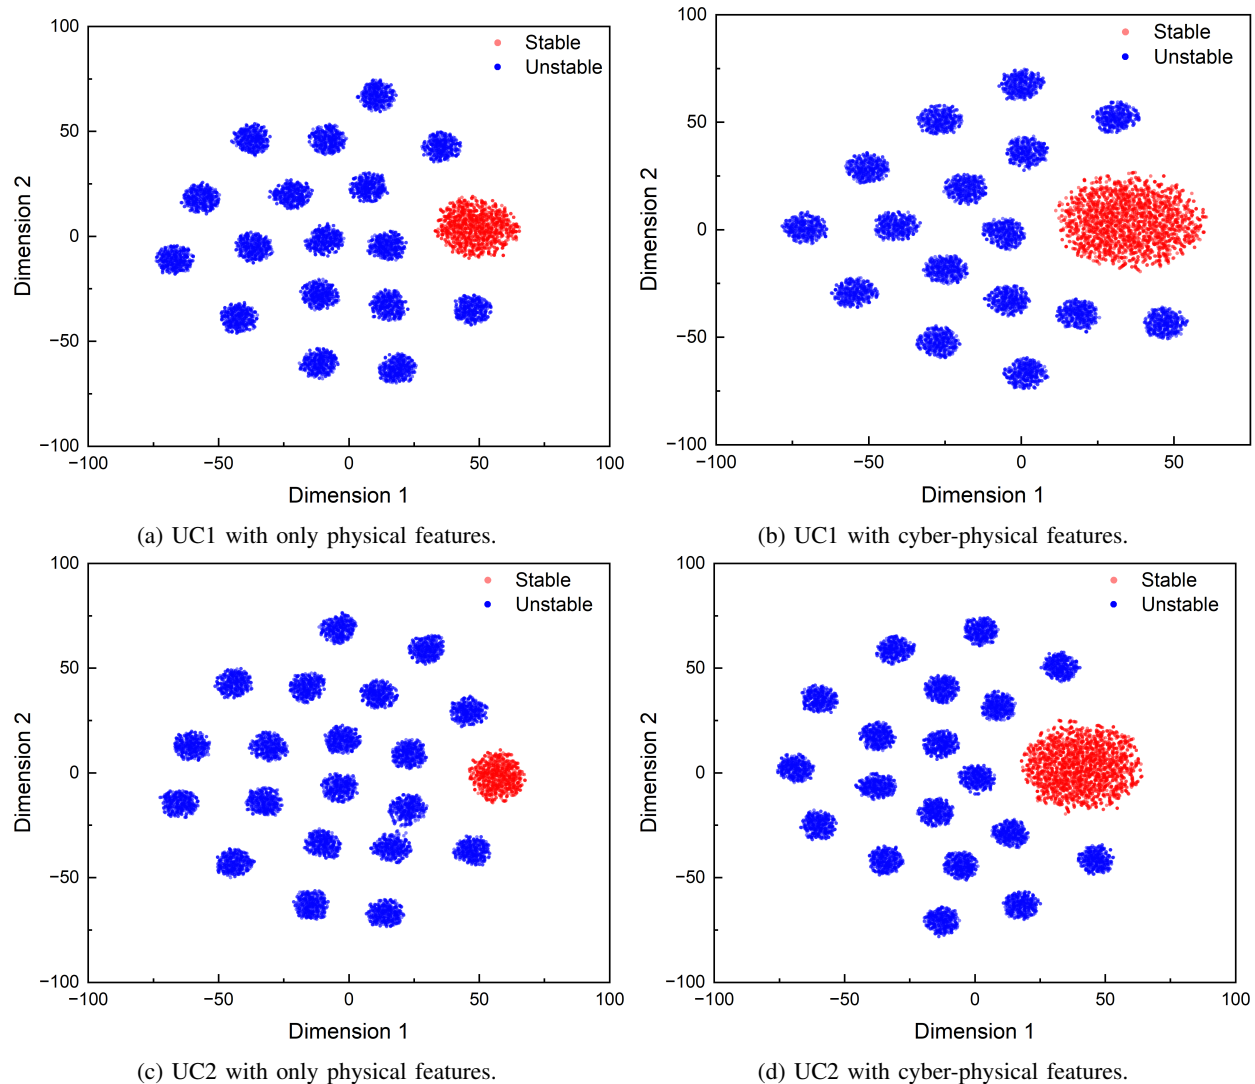 100
50
0
−50
−100
−100
−50
0
50
100
Dimension 2
Dimension 1
Stable
Unstable
(a) UC1 with only physical features.
100
50
0
−50
−100
−100
−50
0
50
Dimension 2
Dimension 1
Stable
Unstable
(b) UC1 with cyber-physical features.
100
50
0
−50
−100
−100
−50
0
50
100
Dimension 2
Dimension 1
Stable
Unstable
(c) UC2 with only physical features.
100
50
0
−50
−100
−100
−50
0
50
100
Dimension 2
Dimension 1
Stable
Unstable
(d) UC2 with cyber-physical features.